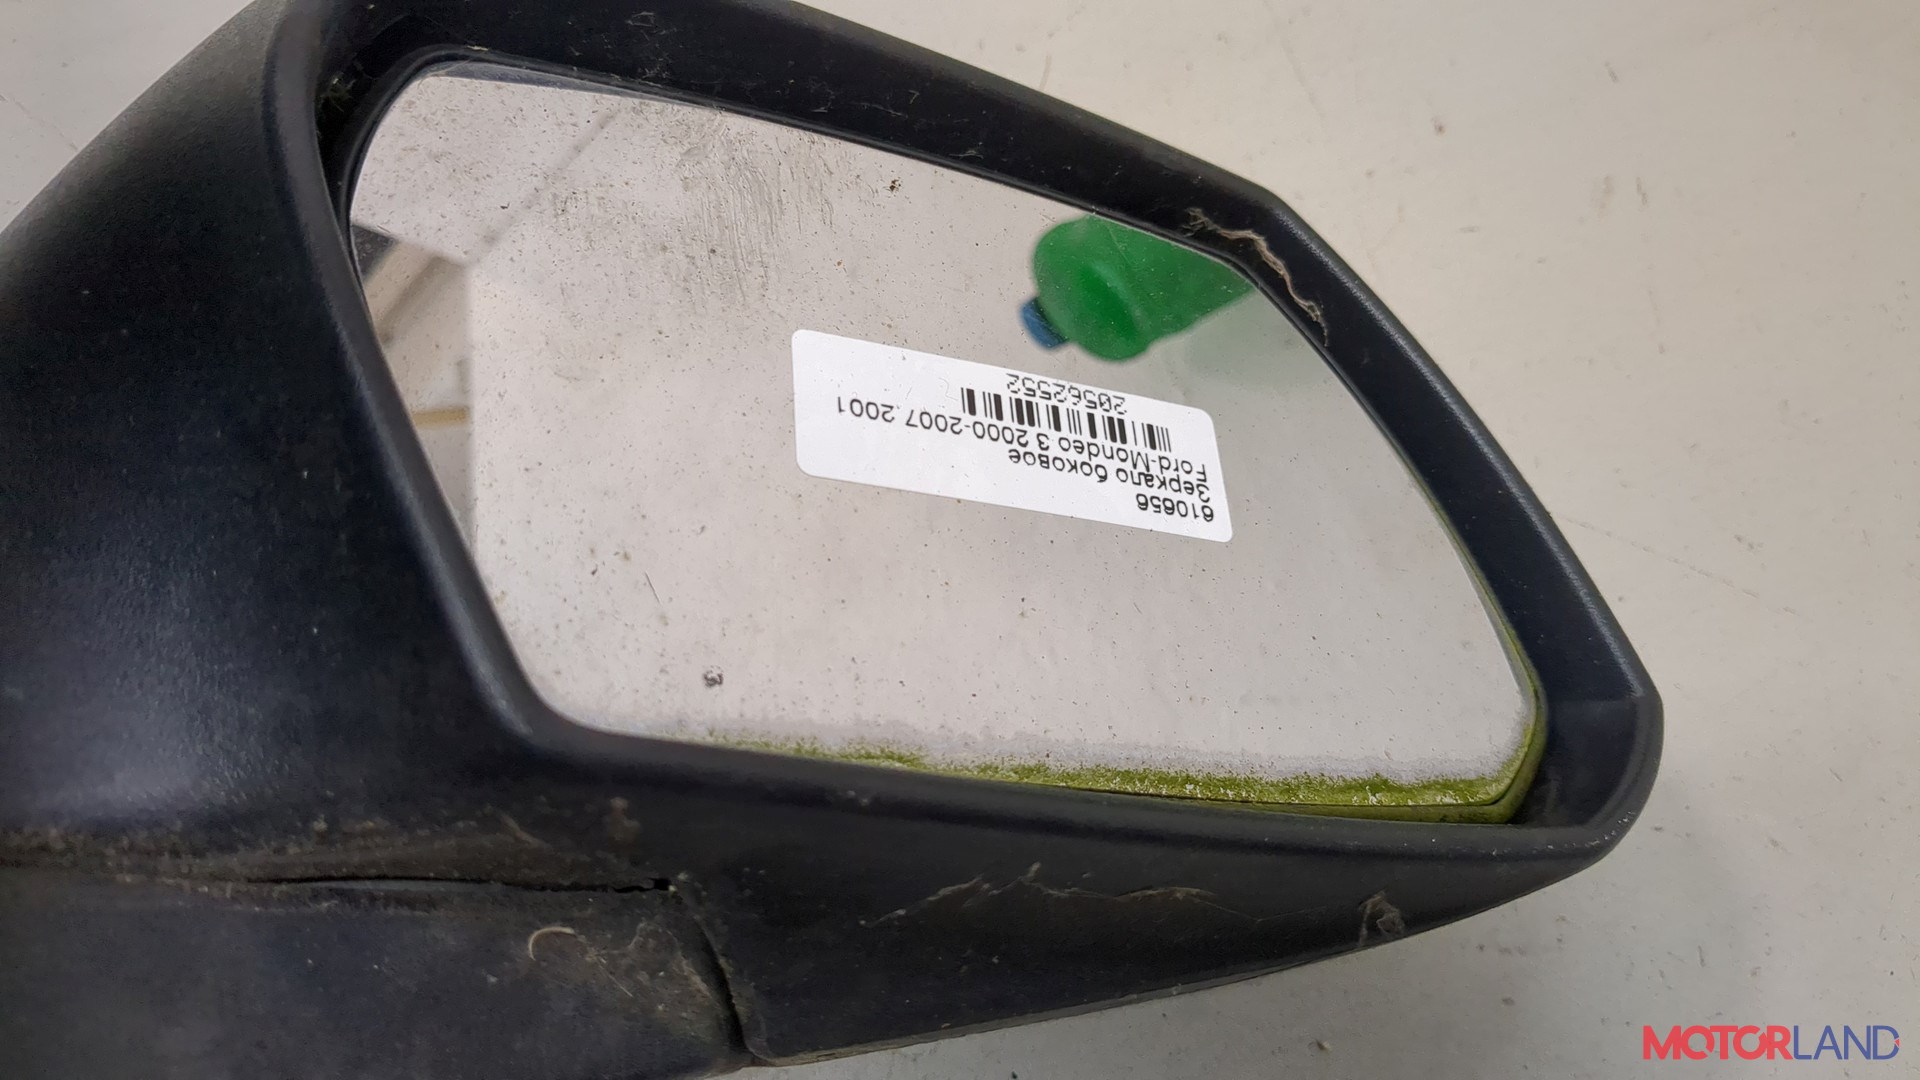 610656
Зеркало боковое
Ford-Mondeo 3 2000-2007 2001
20562552
MOTORLAND